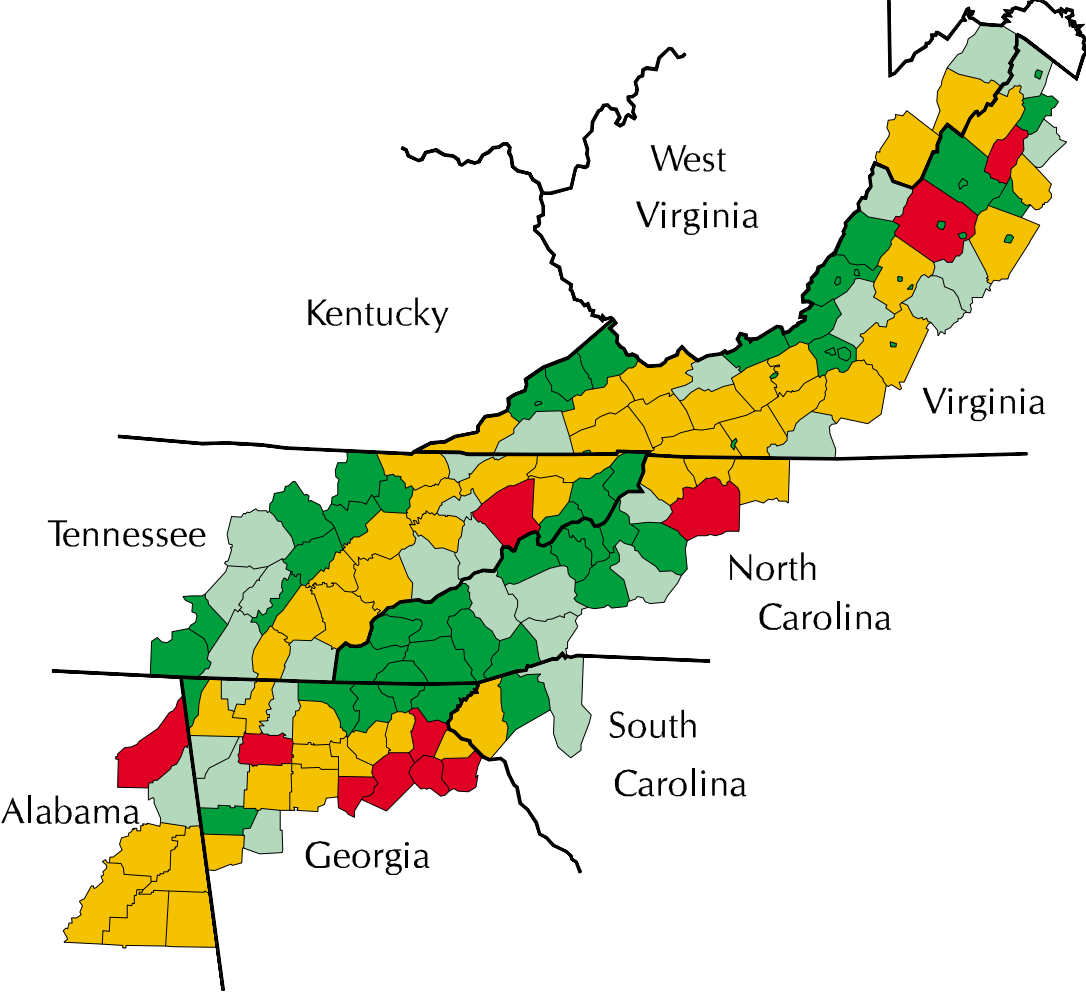 West
Virginia
Kentucky
Virginia
Tennessee
North
Carolina
South
Carolina
Alabama
Georgia